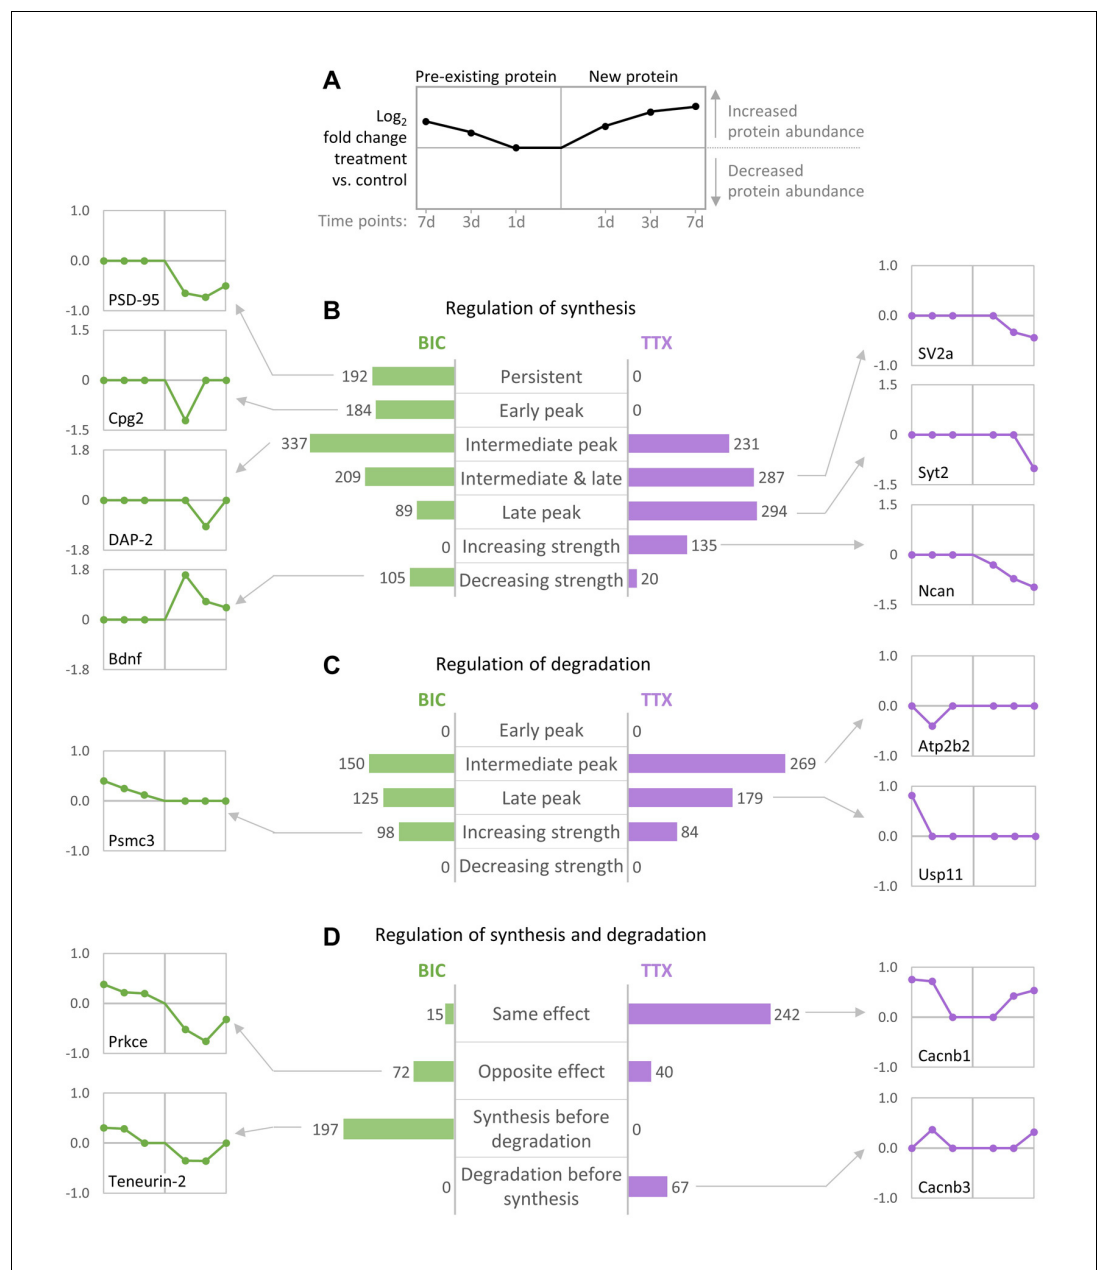 A
Pre-existing protein
New protein
Log2
fold change
treatment
vs. control
Increased
protein abundance
Decreased
protein abundance
Time points:
7d
3d
1d
1d
3d
7d
1.0
0.0
-1.0
PSD-95
1.5
0
-1.5
Cpg2
1.8
0
-1.8
DAP-2
1.8
0
-1.8
Bdnf
B
Regulation of synthesis
BIC
TTX
192
Persistent
0
184
Early peak
0
337
Intermediate peak
231
209
Intermediate & late
287
89
Late peak
294
0
Increasing strength
135
105
Decreasing strength
20
1.0
0.0
-1.0
SV2a
1.5
0
-1.5
Syt2
1.5
0
-1.5
Ncan
C
Regulation of degradation
BIC
TTX
0
Early peak
0
150
Intermediate peak
269
125
Late peak
179
98
Increasing strength
84
0
Decreasing strength
0
1.0
0.0
-1.0
Psmc3
1.0
0.0
-1.0
Atp2b2
1.0
0.0
-1.0
Usp11
D
Regulation of synthesis and degradation
BIC
TTX
15
Same effect
242
72
Opposite effect
40
197
Synthesis before
degradation
0
0
Degradation before
synthesis
67
1.0
0.0
-1.0
Prkce
1.0
0.0
-1.0
Teneurin-2
1.0
0.0
-1.0
Cacnb1
1.0
0.0
-1.0
Cacnb3